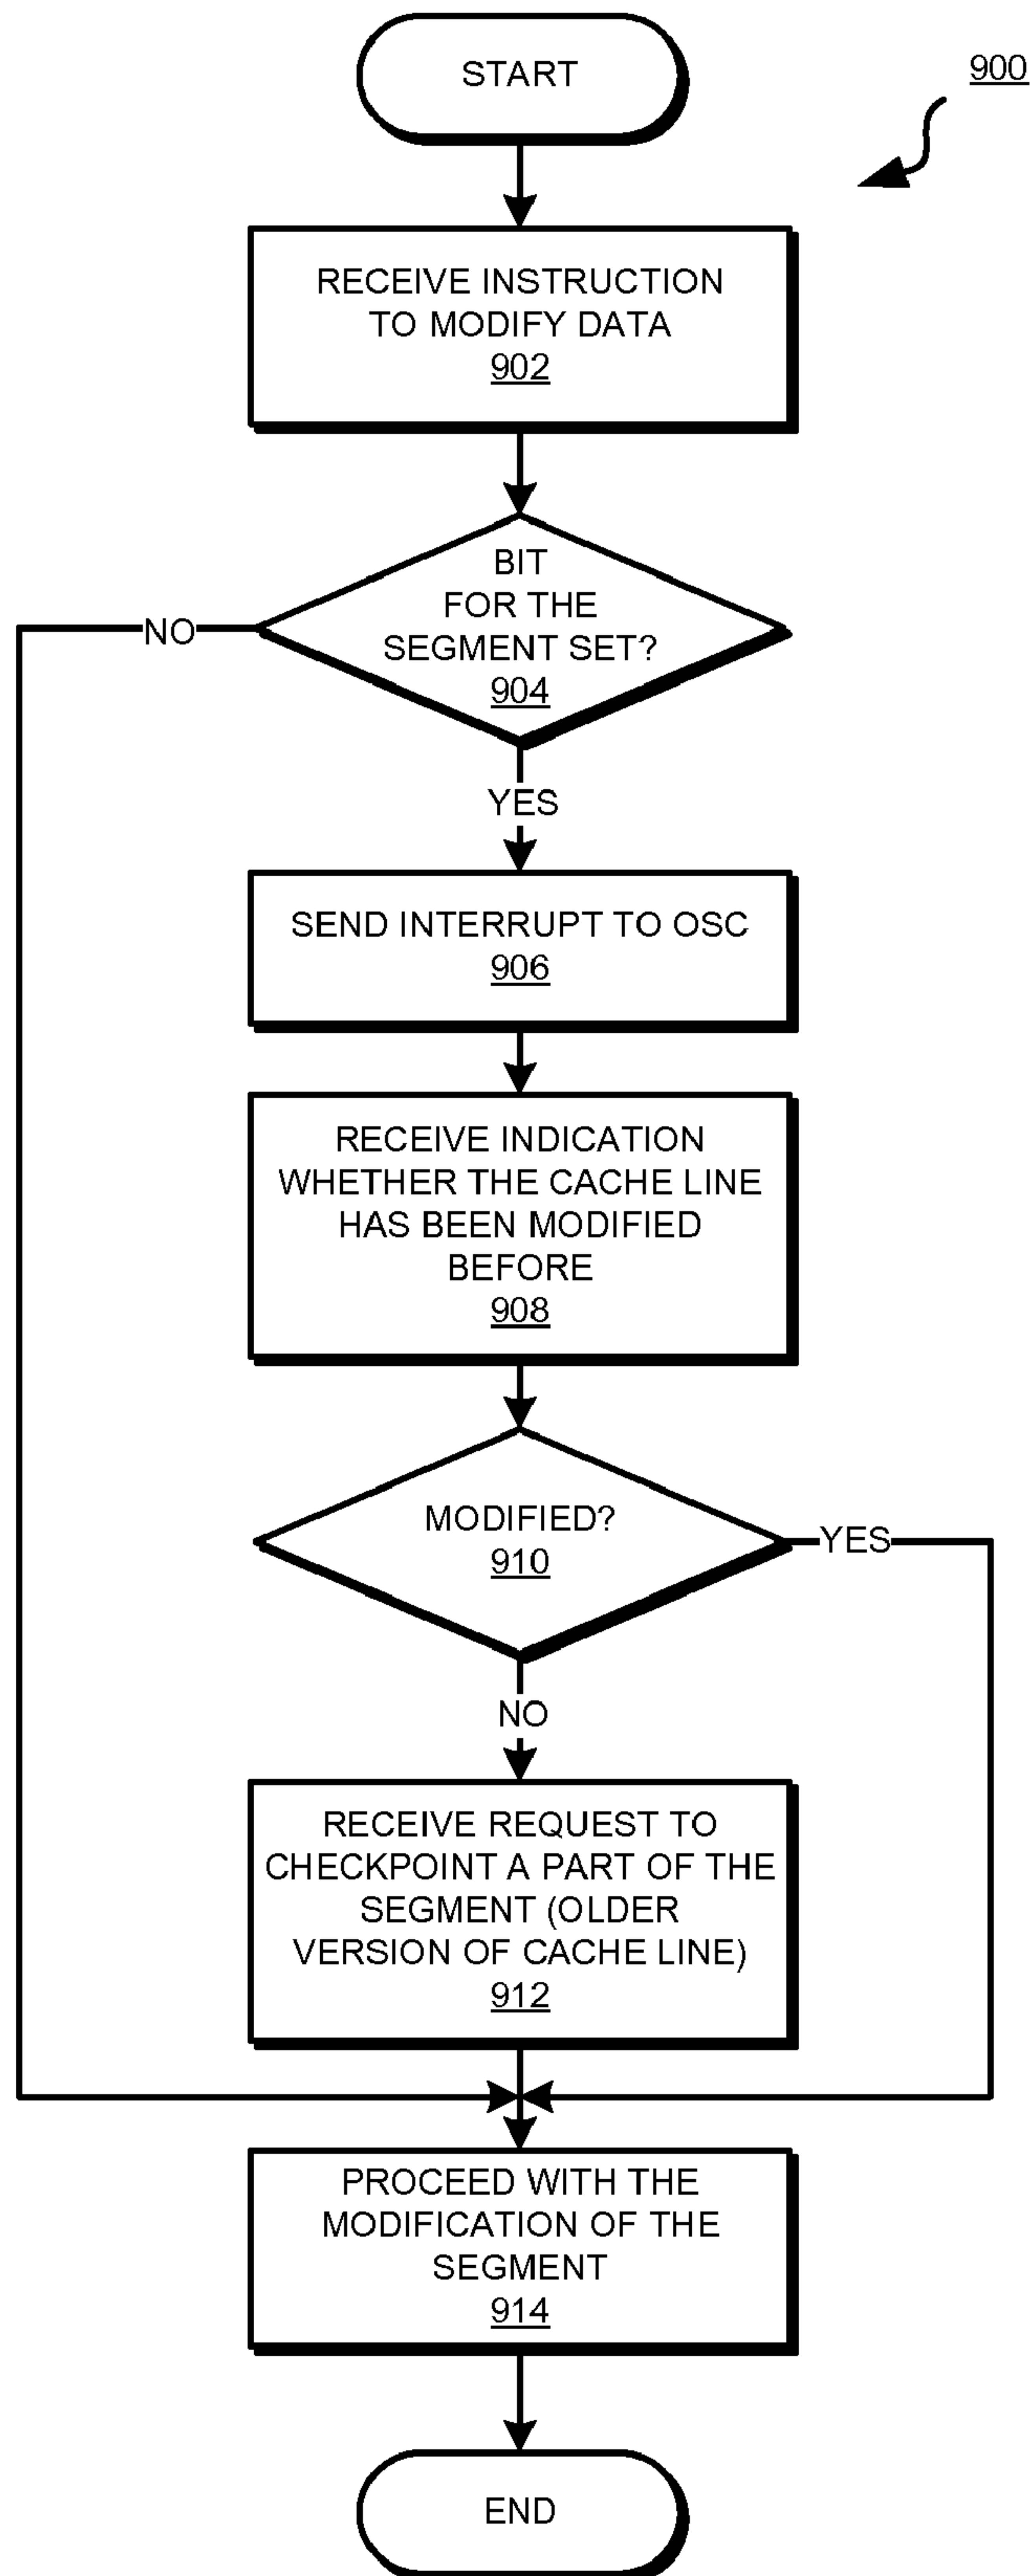 START
900
RECEIVE INSTRUCTION
TO MODIFY DATA
902
BIT
FOR THE
SEGMENT SET?
904
NO
YES
SEND INTERRUPT TO OSC
906
RECEIVE INDICATION
WHETHER THE CACHE LINE
HAS BEEN MODIFIED
BEFORE
908
MODIFIED?
910
YES
NO
RECEIVE REQUEST TO
CHECKPOINT A PART OF THE
SEGMENT (OLDER
VERSION OF CACHE LINE)
912
PROCEED WITH THE
MODIFICATION OF THE
SEGMENT
914
END